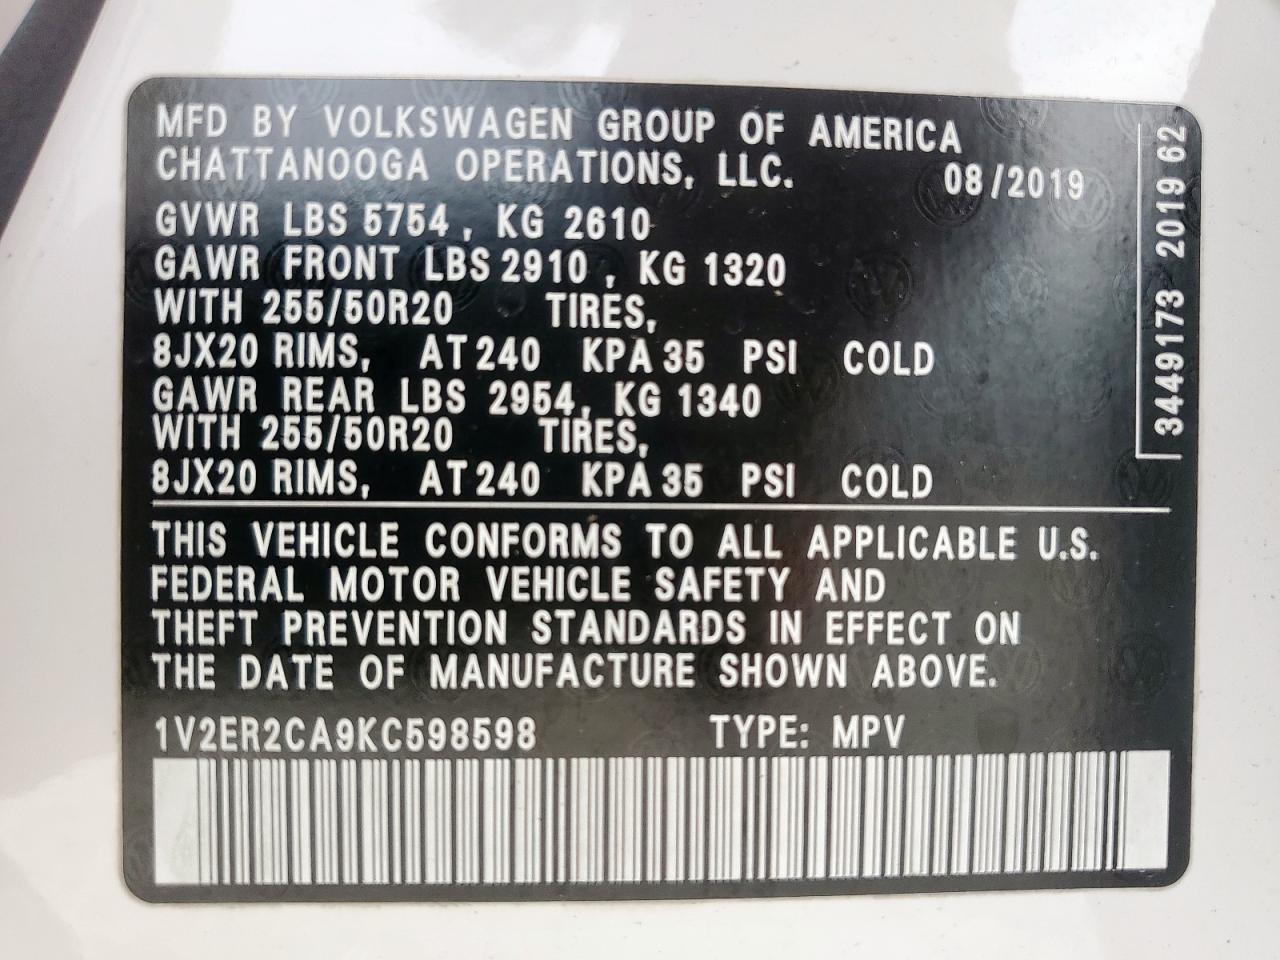 MFD BY VOLKSWAGEN GROUP OF AMERICA
CHATTANOOGA OPERATIONS, LLC. 08/2019
GVWR LBS 5754, KG 2610
GAWR FRONT LBS 2910, KG 1320
WITH 255/50R20 TIRES,
8JX20 RIMS, AT 240 KPA 35 PSI COLD
GAWR REAR LBS 2954, KG 1340
WITH 255/50R20 TIRES,
8JX20 RIMS, AT 240 KPA 35 PSI COLD
THIS VEHICLE CONFORMS TO ALL APPLICABLE U.S.
FEDERAL MOTOR VEHICLE SAFETY AND
THEFT PREVENTION STANDARDS IN EFFECT ON
THE DATE OF MANUFACTURE SHOWN ABOVE.
1V2ER2CA9KC598598 TYPE: MPV
3449173 2019 62